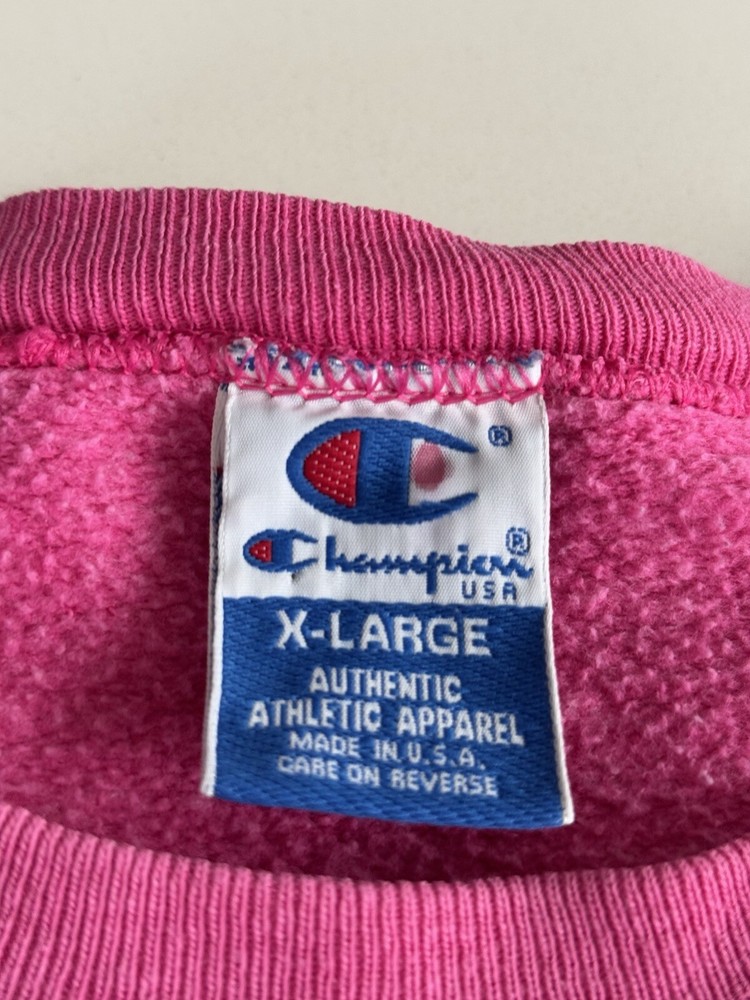 ®
Champion®
USA
X-LARGE
AUTHENTIC
ATHLETIC APPAREL
MADE IN U.S.A.
CARE ON REVERSE